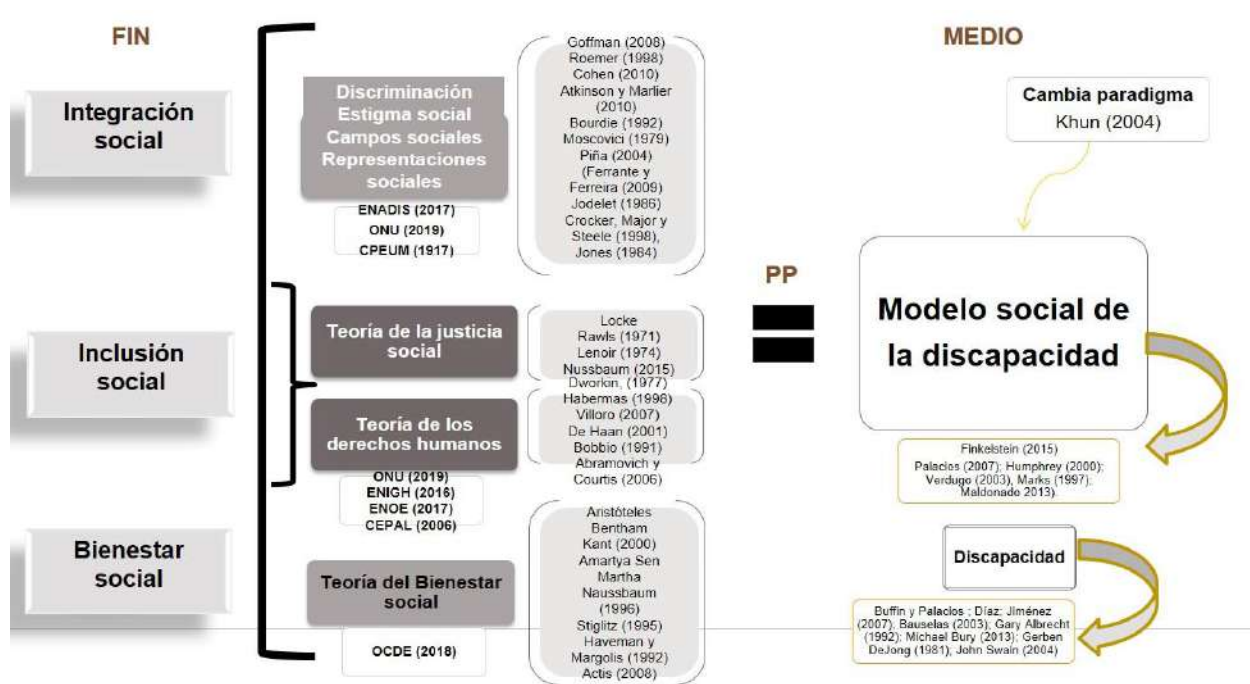 FIN
Integración
social
Inclusión
social
Bienestar
social
Discriminación
Estigma social
Campos sociales
Representaciones
sociales
ENADIS (2017)
ONU (2019)
CPEUM (1917)
Goffman (2008)
Roemer (1998)
Cohen (2010)
Atkinson y Marlier
(2010)
Bourdie (1992)
Moscovici (1979)
Piña (2004)
(Ferrante y
Ferreira (2009)
Jodelet (1986)
Crocker, Major y
Steele (1998),
Jones (1984)
Teoría de la justicia
social
Locke
Rawls (1971)
Lenoir (1974)
Nussbaum (2015)
Dworkin, (1977)
Teoría de los
derechos humanos
ONU (2019)
ENIGH (2016)
ENOE (2017)
CEPAL (2006)
Habermas (1998)
Villoro (2007)
De Haan (2001)
Bobbio (1991)
Abramovich y
Courtis (2006)
Teoría del Bienestar
social
OCDE (2018)
Aristóteles
Bentham
Kant (2000)
Amartya Sen
Martha
Naussbaum
(1996)
Stiglitz (1995)
Haveman y
Margolis (1992)
Actis (2008)
PP
MEDIO
Cambia paradigma
Khun (2004)
Modelo social de
la discapacidad
Finkelstein (2015)
Palacios (2007); Humphrey (2000);
Verdugo (2003), Marks (1997);
Maldonado 2013).
Discapacidad
Buffin y Palacios ; Díaz; Jiménez
(2007); Bauselas (2003); Gary Albrecht
(1992); Michael Bury (2013); Gerben
DeJong (1981); John Swain (2004)